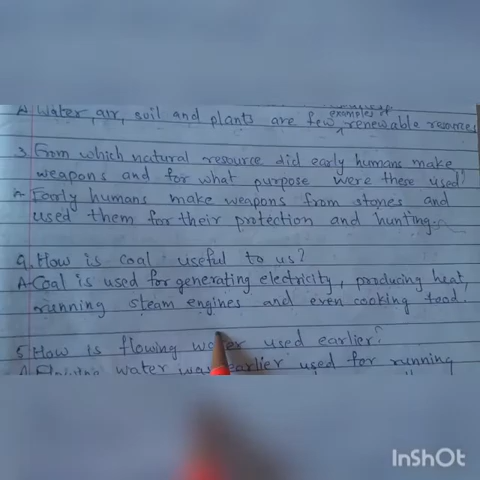 A. Water, air, soil and plants are few examples of renewable resources
3. From which natural resource did early humans make
weapons and for what purpose were these used?
A- Early humans make weapons from stones and
used them for their protection and hunting.
4. How is coal useful to us?
A- Coal is used for generating electricity, producing heat,
running steam engines and even cooking food.
5. How is flowing water used earlier?
water was earlier used for running
InShOt